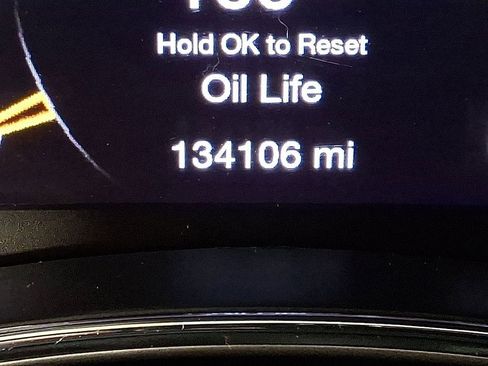 Hold OK to Reset
Oil Life
134106 mi